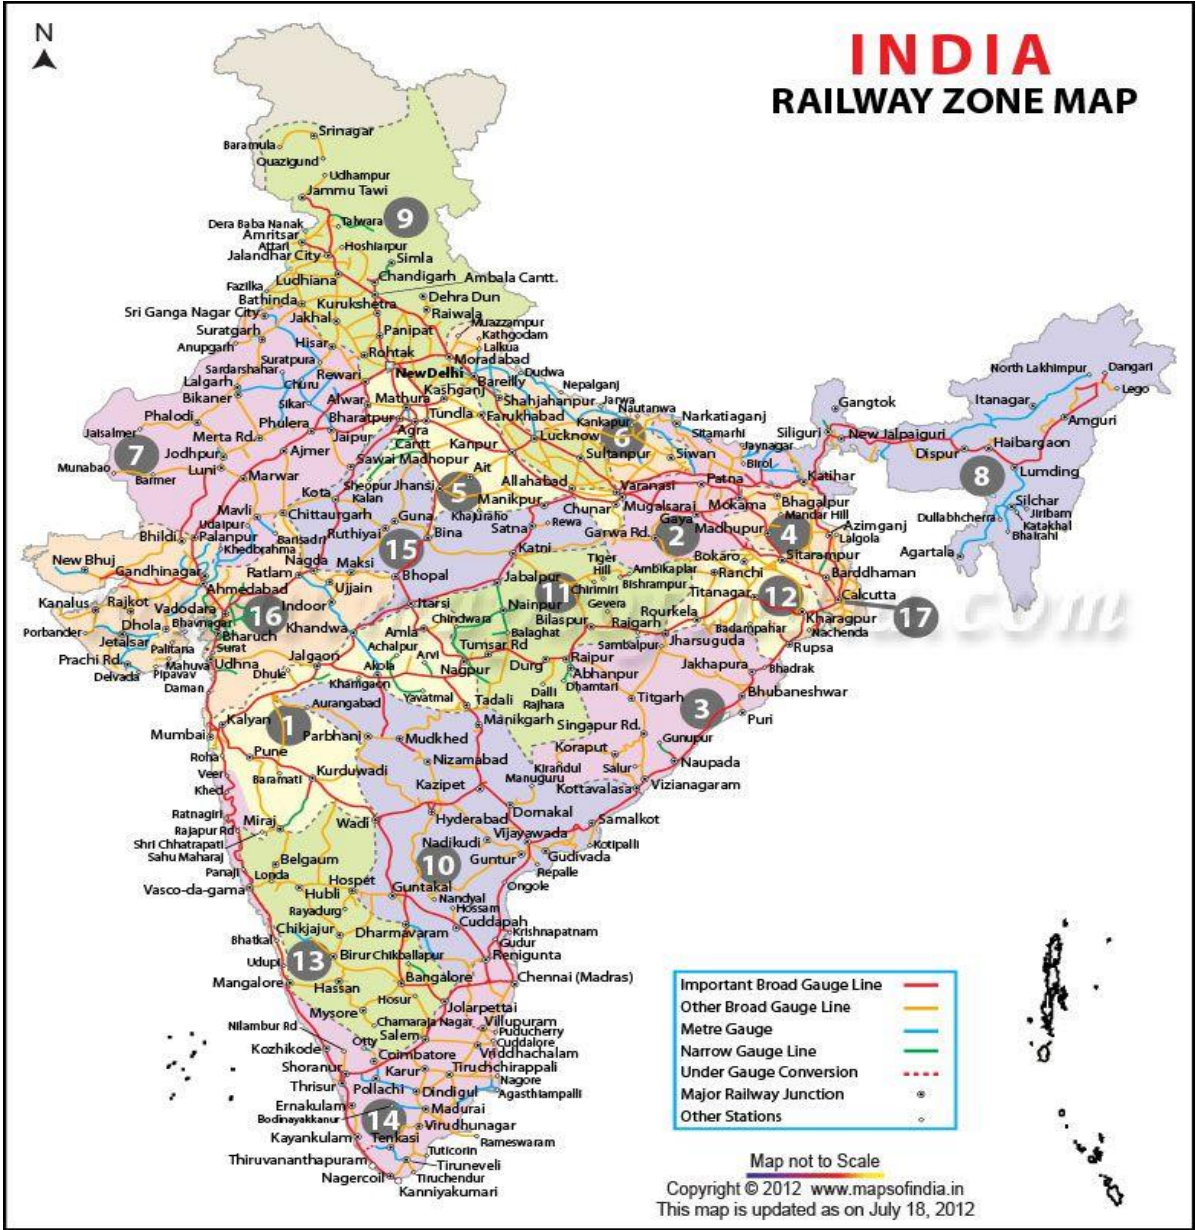 N
INDIA
RAILWAY ZONE MAP
Srinagar
Baramula
Quazigund
Udhampur
Jammu Tawi
9
Dera Baba Nanak
Talwara
Amritsar
Attari
Hoshiarpur
Jalandhar City
Simla
Ludhiana
Chandigarh
Ambala Cantt.
Fazilka
Bathinda
Kurukshetra
Dehra Dun
Sri Ganga Nagar City
Jakhal
Raiwala
Suratgarh
Panipat
Muazzampur
Kathgodam
Anupgarh
Hisar
Lalkua
Rohtak
Moradabad
Sardarshahar
Suratpura
Rewari
New Delhi
Dudwa
North Lakhimpur
Dangari
Lalgarh
Churu
Kashganj
Bareilly
Nepalganj
Lego
Bikaner
Sikar
Alwar
Mathura
Shahjahanpur
Jarwa
Gangtok
Itanagar
Phalodi
Phulera
Bharatpur
Tundla
Farukhabad
Nautanwa
Narkatiaganj
Amguri
Jaisalmer
Merta Rd.
Jaipur
Agra
Cantt
Kanpur
Lucknow
Kankapur
6
Sitamarhi
Siliguri
New Jalpaiguri
Haibargaon
7
Jodhpur
Ajmer
Sawai Madhopur
Sultanpur
Siwan
Jaynagar
Dispur
Munabao
Luni
Ait
Birol
8
Lumding
Barmer
Marwar
Sheopur
Kalan
Jhansi
5
Allahabad
Varanasi
Patna
Katihar
Kota
Manikpur
Mugalsarai
Mokama
Bhagalpur
Silchar
Mavli
Chittaurgarh
Guna
Khajuraho
Chunar
Gaya
Mandar Hill
Jiribam
Udaipur
Satna
Rewa
2
Madhupur
4
Azimganj
Dullabhcherra
Katakhal
Bhildi
Palanpur
Ruthiyai
Bina
Garwa Rd.
Lalgola
Bhairahi
Khedbrahma
Barisadri
15
Katni
Tiger
Hill
Bokaro
Sitarampur
Agartala
New Bhuj
Nagda
Maksi
Ambikaplar
Gandhinagar
Ratlam
Ujjain
Bhopal
Jabalpur
Chirimiri
Bishrampur
Ranchi
Barddhaman
Ahmedabad
11
Titanagar
12
Calcutta
Kanalus
Rajkot
Vadodara
16
Indoor
Itarsi
Nainpur
Gevera
Rourkela
Kharagpur
17
Dhola
Bhavnagar
Chindwara
Bilaspur
Raigarh
Badampahar
Nachenda
Porbander
Bharuch
Khandwa
Amla
Balaghat
Jetalsar
Palitana
Surat
Achalpur
Tumsar Rd
Sambalpur
Jharsuguda
Rupsa
Prachi Rd.
Mahuva
Udhna
Jalgaon
Arvi
Raipur
Jakhapura
Bhadrak
Delvada
Pipavav
Dhule
Akola
Nagpur
Durg
Abhanpur
Daman
Khamgaon
Yavatmal
Dalli
Rajhara
Dhamtari
Titgarh
Bhubaneshwar
Aurangabad
Tadali
3
Kalyan
1
Manikgarh
Singapur Rd.
Puri
Mumbai
Parbhani
Mudkhed
Gunupur
Roha
Pune
Nizamabad
Koraput
Naupada
Veer
Baramati
Kurduwadi
Manuguru
Kirandul
Salur
Khed
Kazipet
Kottavalasa
Vizianagaram
Ratnagiri
Miraj
Wadi
Hyderabad
Dornakal
Samalkot
Rajapur Rd
Vijayawada
Shri Chhatrapati
Sahu Maharaj
Nadikudi
Kotipalli
Belgaum
10
Guntur
Gudivada
Panaji
Londa
Hospet
Repalle
Vasco-da-gama
Hubli
Guntakal
Ongole
Nandyal
Rayadurg
Hossam
Chikjajur
Cuddapah
Krishnapatnam
Bhatkal
Dharmavaram
Gudur
Udupi
13
Birur
Chikballapur
Renigunta
Mangalore
Hassan
Bangalore
Chennai (Madras)
Hosur
Mysore
Jolarpettai
Nilambur Rd
Chamaraja Nagar
Villupuram
Puducherry
Kozhikode
Otty
Salem
Cuddalore
Coimbatore
Vriddhachalam
Shoranur
Karur
Tiruchchirappali
Thrisur
Pollachi
Dindigul
Nagore
Agasthiampalli
Ernakulam
Madurai
Bodinayakkanur
14
Virudhunagar
Kayankulam
Tenkasi
Rameswaram
Thiruvananthapuram
Tuticorin
Tiruneveli
Nagercoil
Tiruchendur
Kanniyakumari
Important Broad Gauge Line
Other Broad Gauge Line
Metre Gauge
Narrow Gauge Line
Under Gauge Conversion
Major Railway Junction
Other Stations
Map not to Scale
Copyright © 2012 www.mapsofindia.in
This map is updated as on July 18, 2012